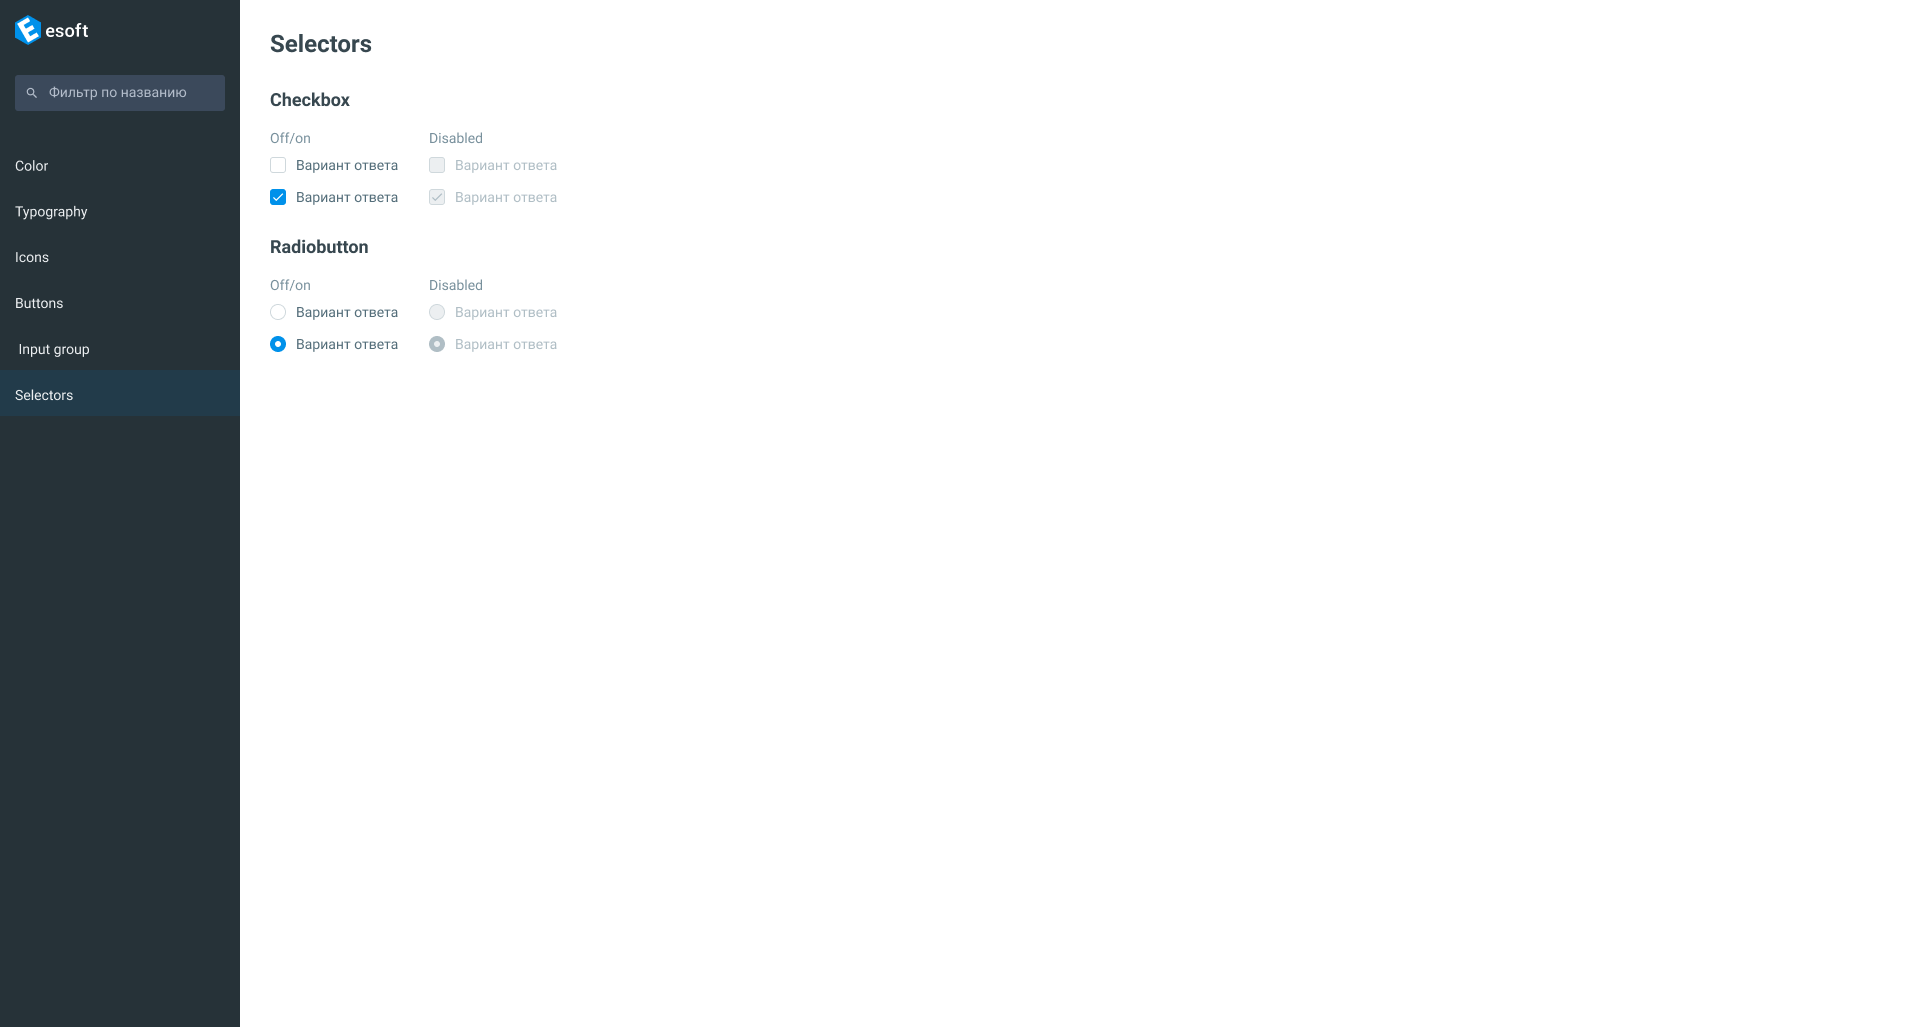 esoft
Фильтр по названию
Color
Typography
Icons
Buttons
Input group
Selectors
Selectors
Checkbox
Off/on Disabled
Вариант ответа Вариант ответа
Вариант ответа Вариант ответа
Radiobutton
Off/on Disabled
Вариант ответа Вариант ответа
Вариант ответа Вариант ответа